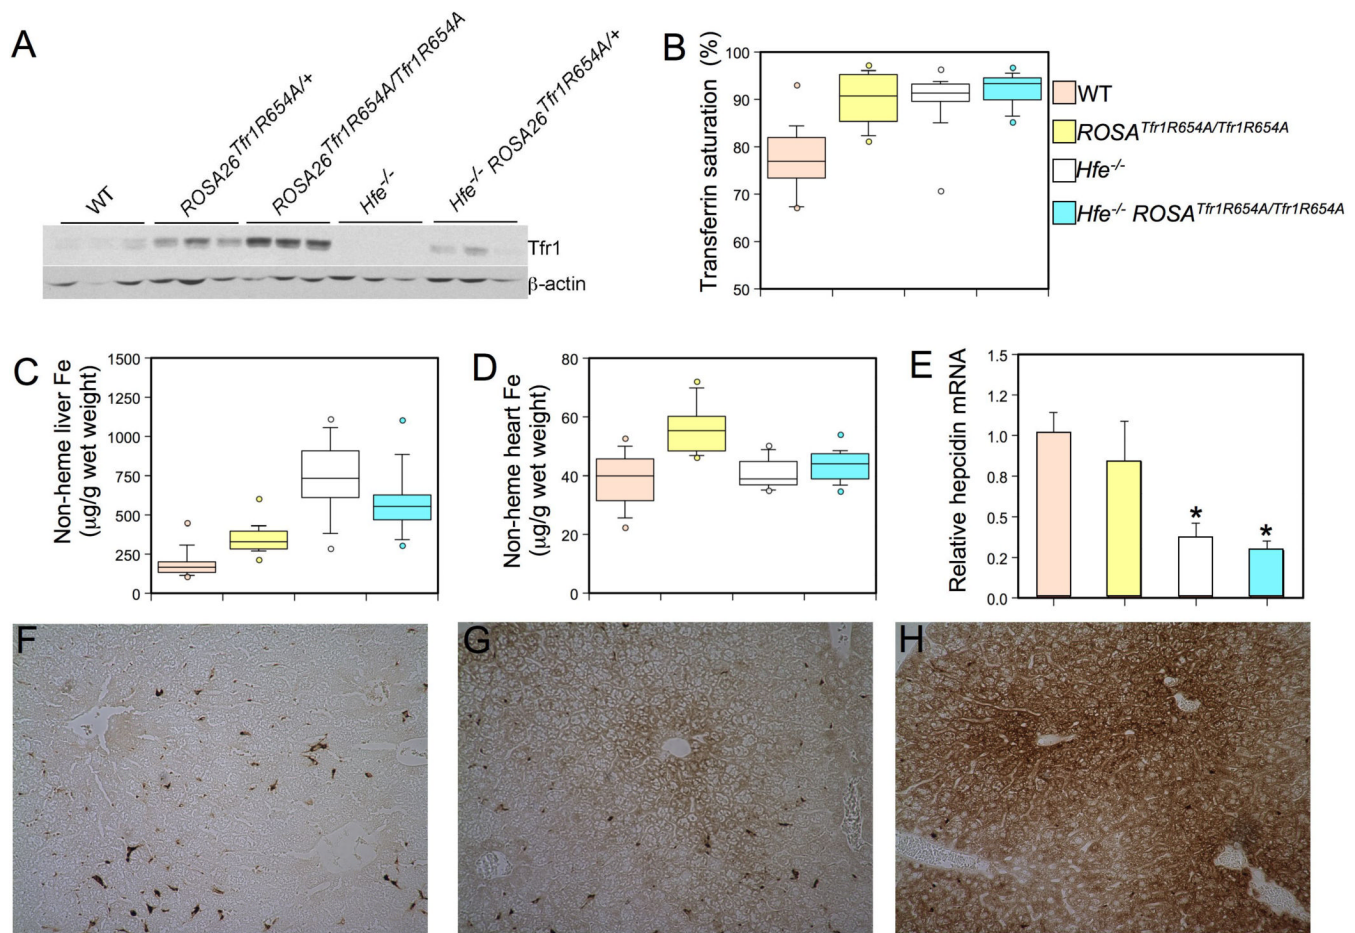 A
WT
ROSA26Tfr1R654A/+
ROSA26Tfr1R654A/Tfr1R654A
Hfe-/-
Hfe-/- ROSA26Tfr1R654A/+
Tfr1
β-actin
B
Transferrin saturation (%)
100
90
80
70
60
50
WT
ROSATfr1R654A/Tfr1R654A
Hfe-/-
Hfe-/- ROSATfr1R654A/Tfr1R654A
C
Non-heme liver Fe
(µg/g wet weight)
1500
1250
1000
750
500
250
0
D
Non-heme heart Fe
(µg/g wet weight)
80
60
40
20
0
E
Relative hepcidin mRNA
1.5
1.2
1.0
0.8
0.5
0.2
0.0
*
*
F
G
H